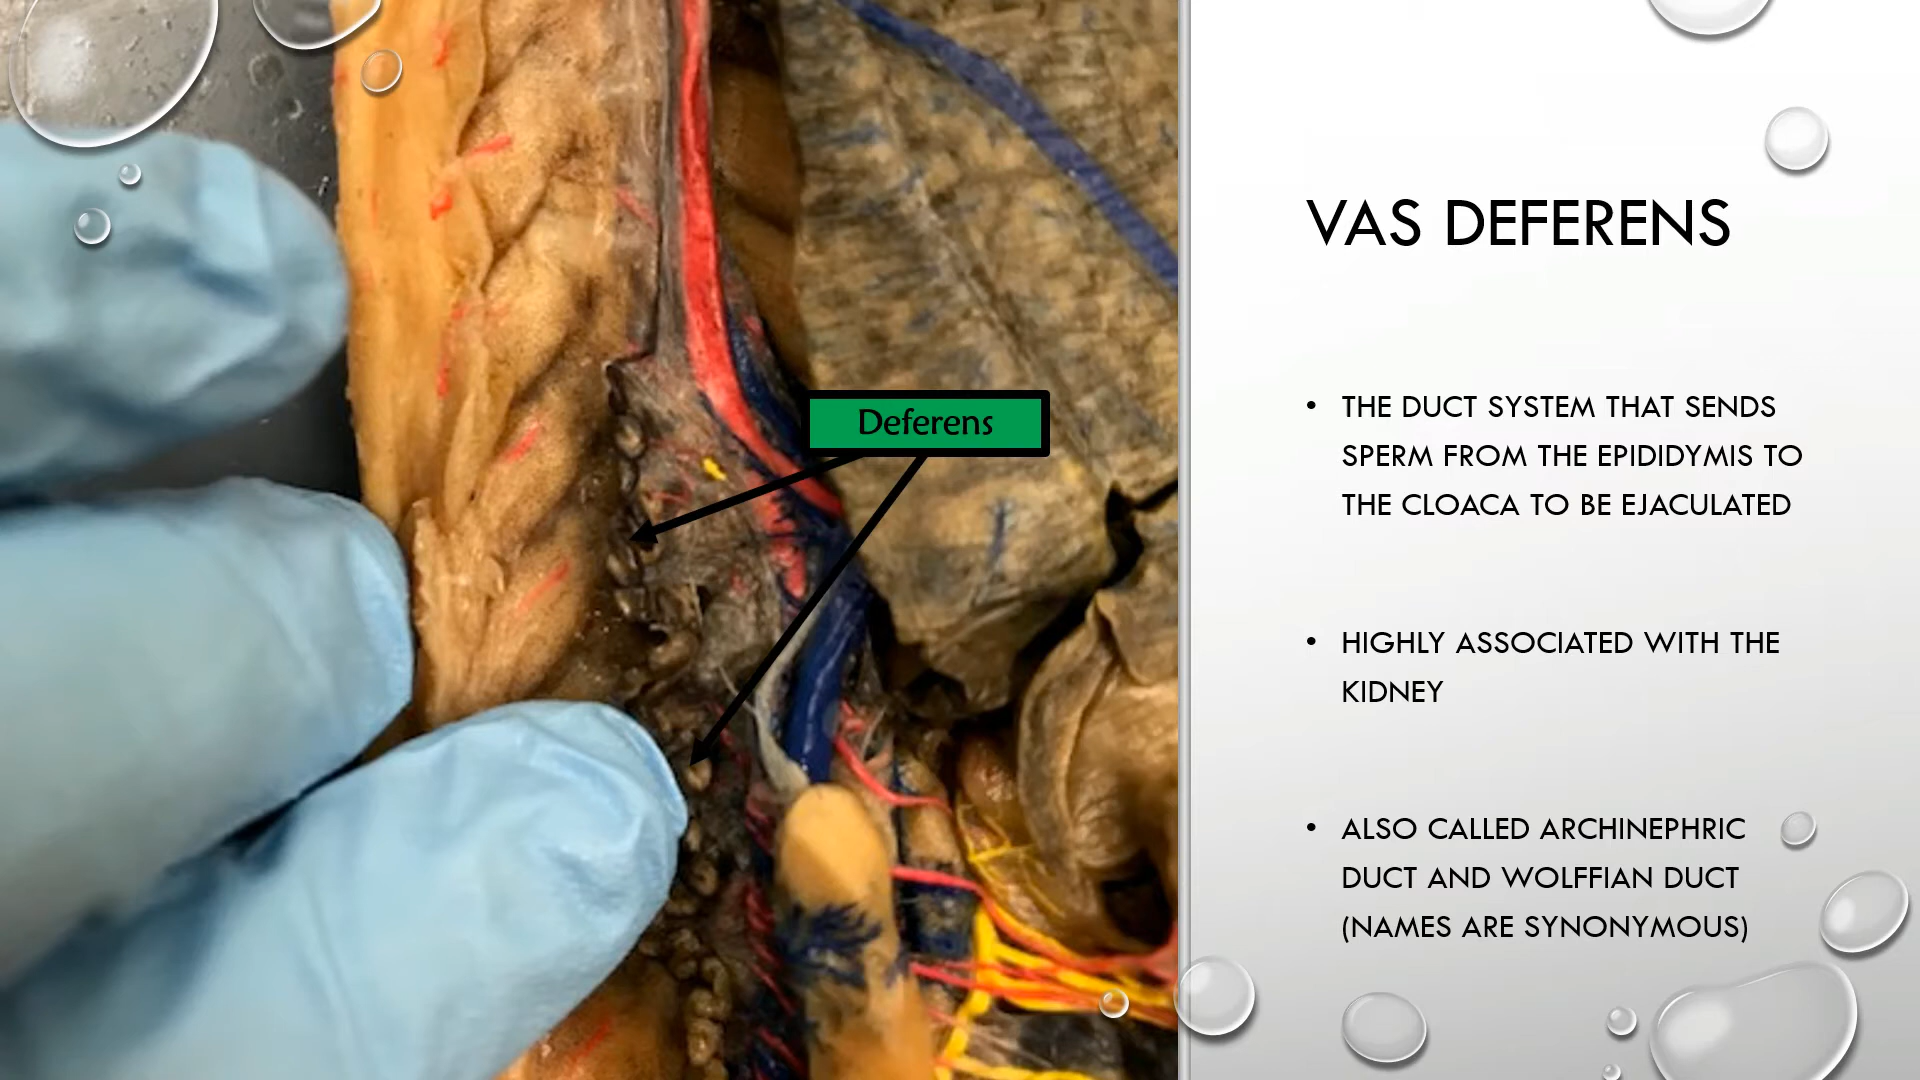 Deferens
VAS DEFERENS
• THE DUCT SYSTEM THAT SENDS
SPERM FROM THE EPIDIDYMIS TO
THE CLOACA TO BE EJACULATED
• HIGHLY ASSOCIATED WITH THE
KIDNEY
• ALSO CALLED ARCHINEPHRIC
DUCT AND WOLFFIAN DUCT
(NAMES ARE SYNONYMOUS)